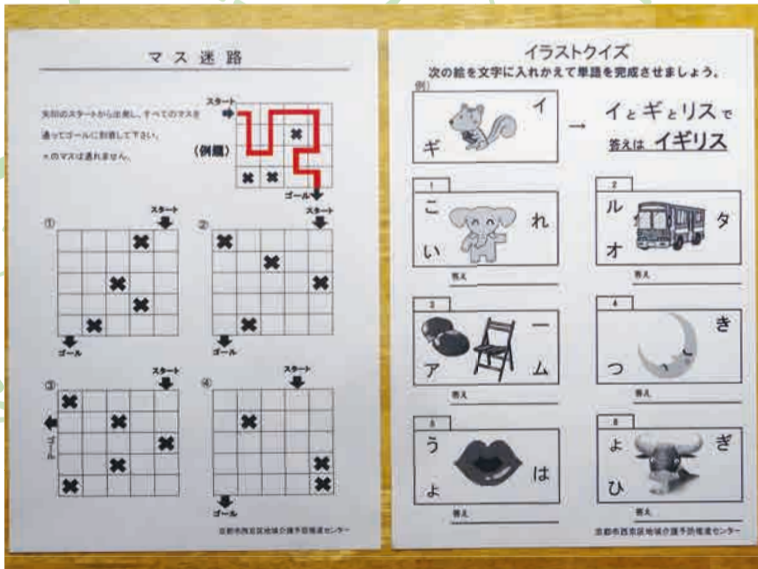 マス迷路
矢印のスタートから出発し、すべてのマスを
通ってゴールに到着して下さい。
×のマスは通れません。
(例題)
スタート
ゴール
①
スタート
ゴール
②
スタート
ゴール
③
スタート
ゴール
④
スタート
ゴール
京都市西京区地域介護予防推進センター
イラストクイズ
次の絵を文字に入れかえて単語を完成させましょう。
例)
イ
ギ
→
イとギとリスで
答えは イギリス
1
こ
れ
い
答え
2
ル
タ
オ
答え
3
ー
ア
ム
答え
4
き
つ
答え
5
う
は
よ
答え
6
よ
ぎ
ひ
答え
京都市西京区地域介護予防推進センター